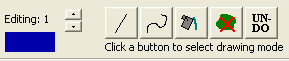 Editing: 1
UN-
DO
Click a button to select drawing mode